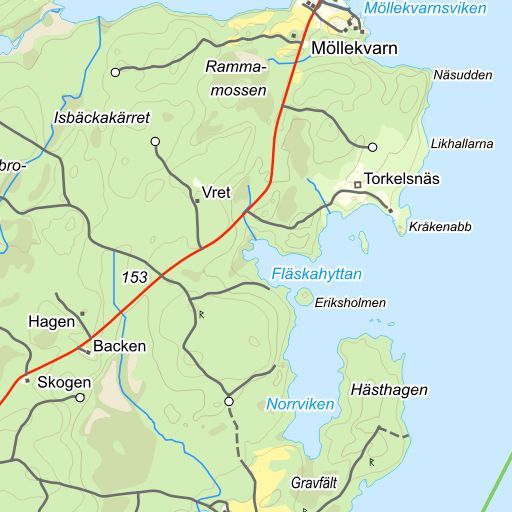 Möllekvarnsviken
Möllekvarn
Ramma-
mossen
Näsudden
Isbäckakärret
Likhallarna
bro-
Torkelsnäs
Vret
Kråkenabb
153
Fläskahyttan
Eriksholmen
R
Hagen
Backen
Skogen
Hästhagen
Norrviken
R
Gravfält